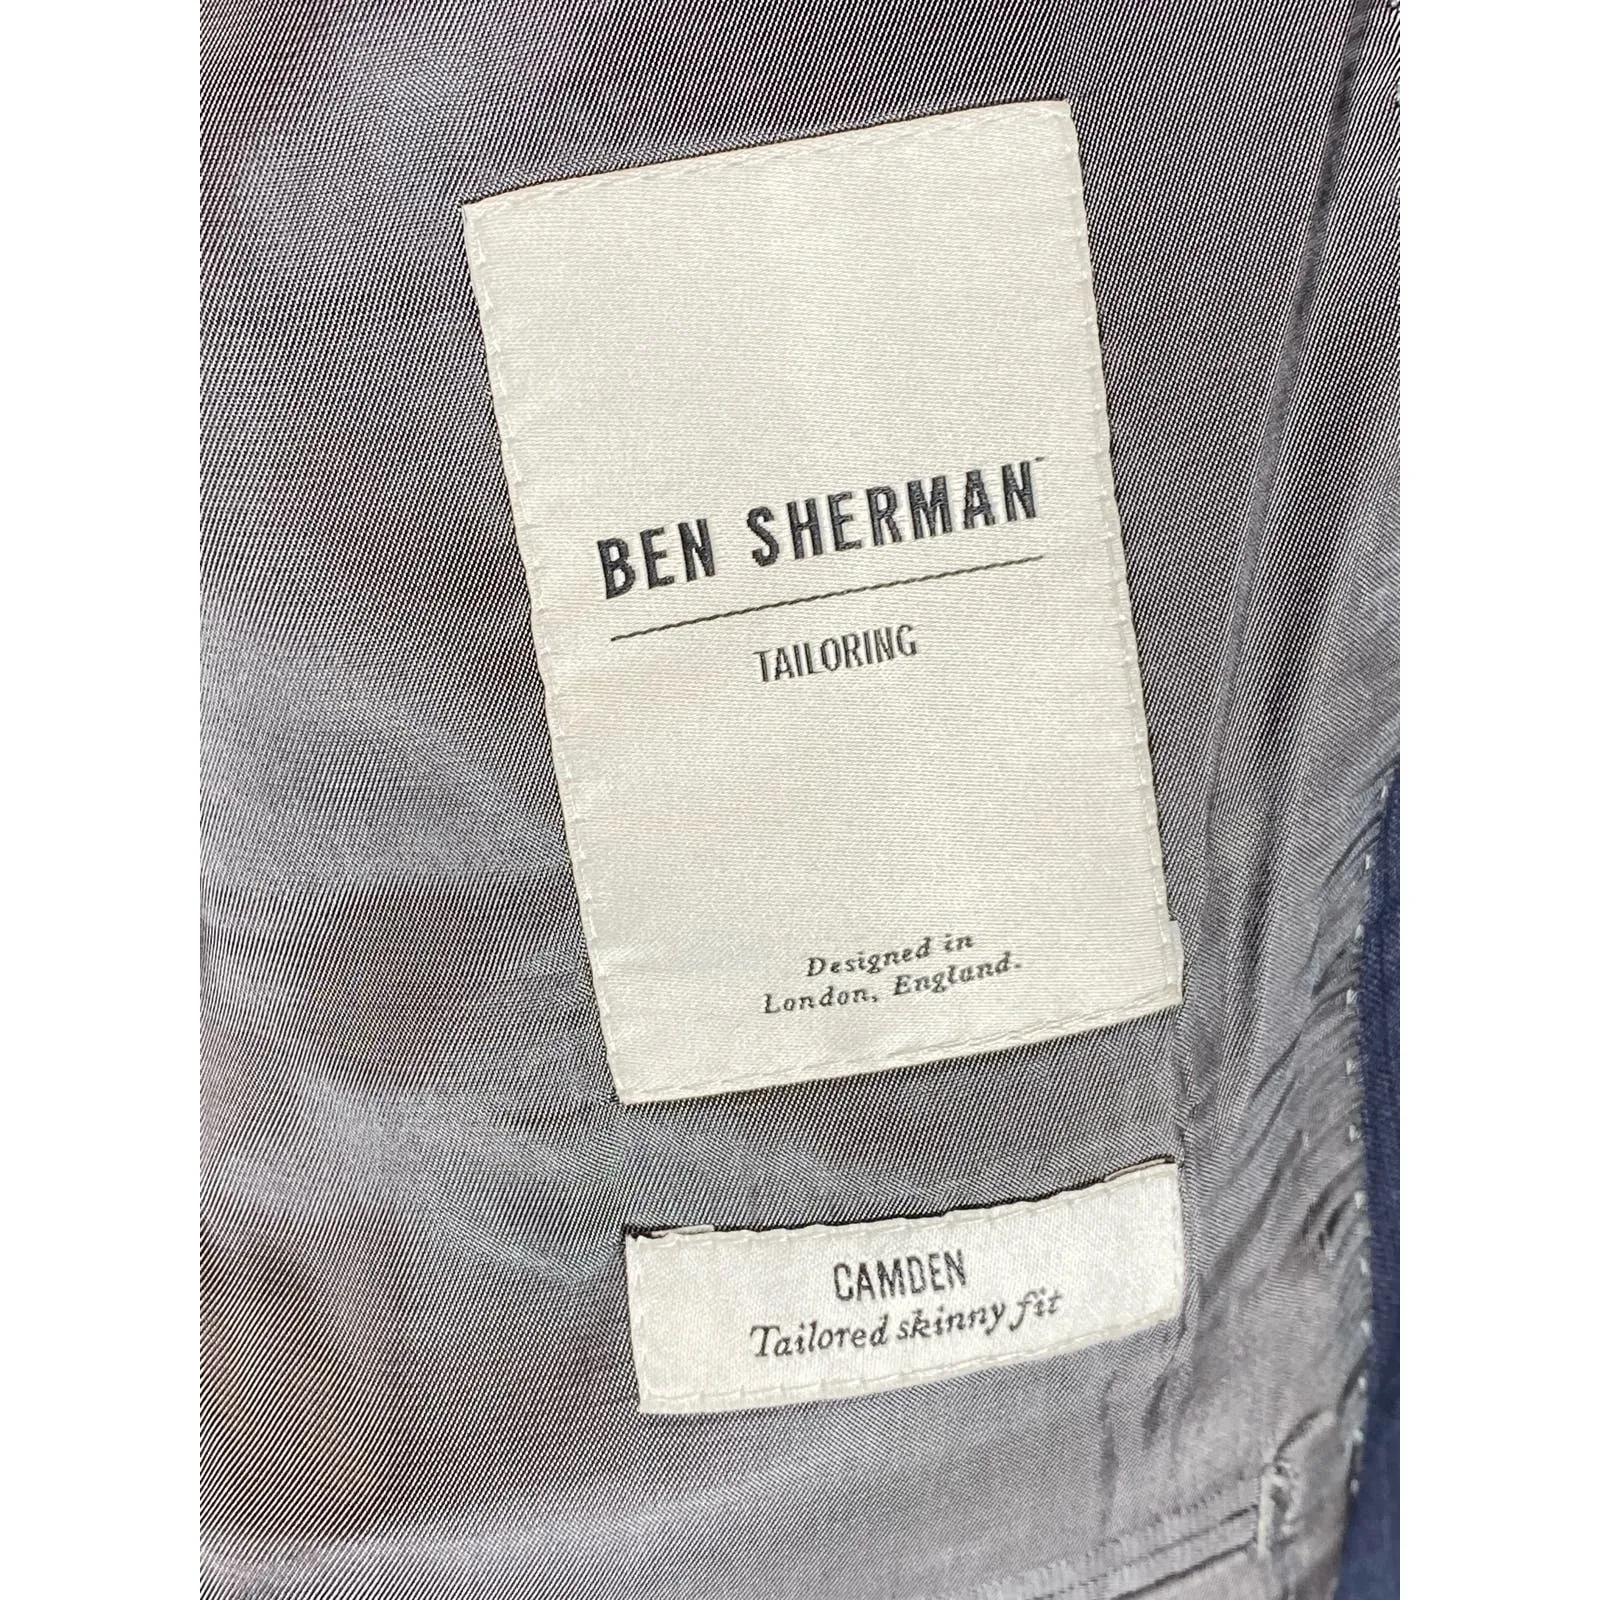 BEN SHERMAN
TAILORING
Designed in
London, England.
CAMDEN
Tailored skinny fit